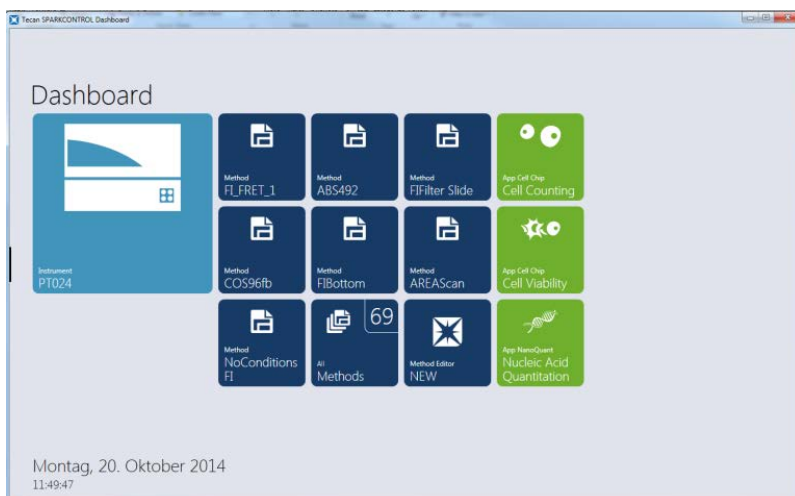 Tecan SPARKCONTROL Dashboard
Dashboard
Instrument
PT024
Method
FI_FRET_1
Method
ABS492
Method
FIFilter Slide
App Cell Chip
Cell Counting
Method
COS96fb
Method
FIBottom
Method
AREAScan
App Cell Chip
Cell Viability
Method
NoConditions
FI
69
All
Methods
Method Editor
NEW
App NanoQuant
Nucleic Acid
Quantitation
Montag, 20. Oktober 2014
11:49:47